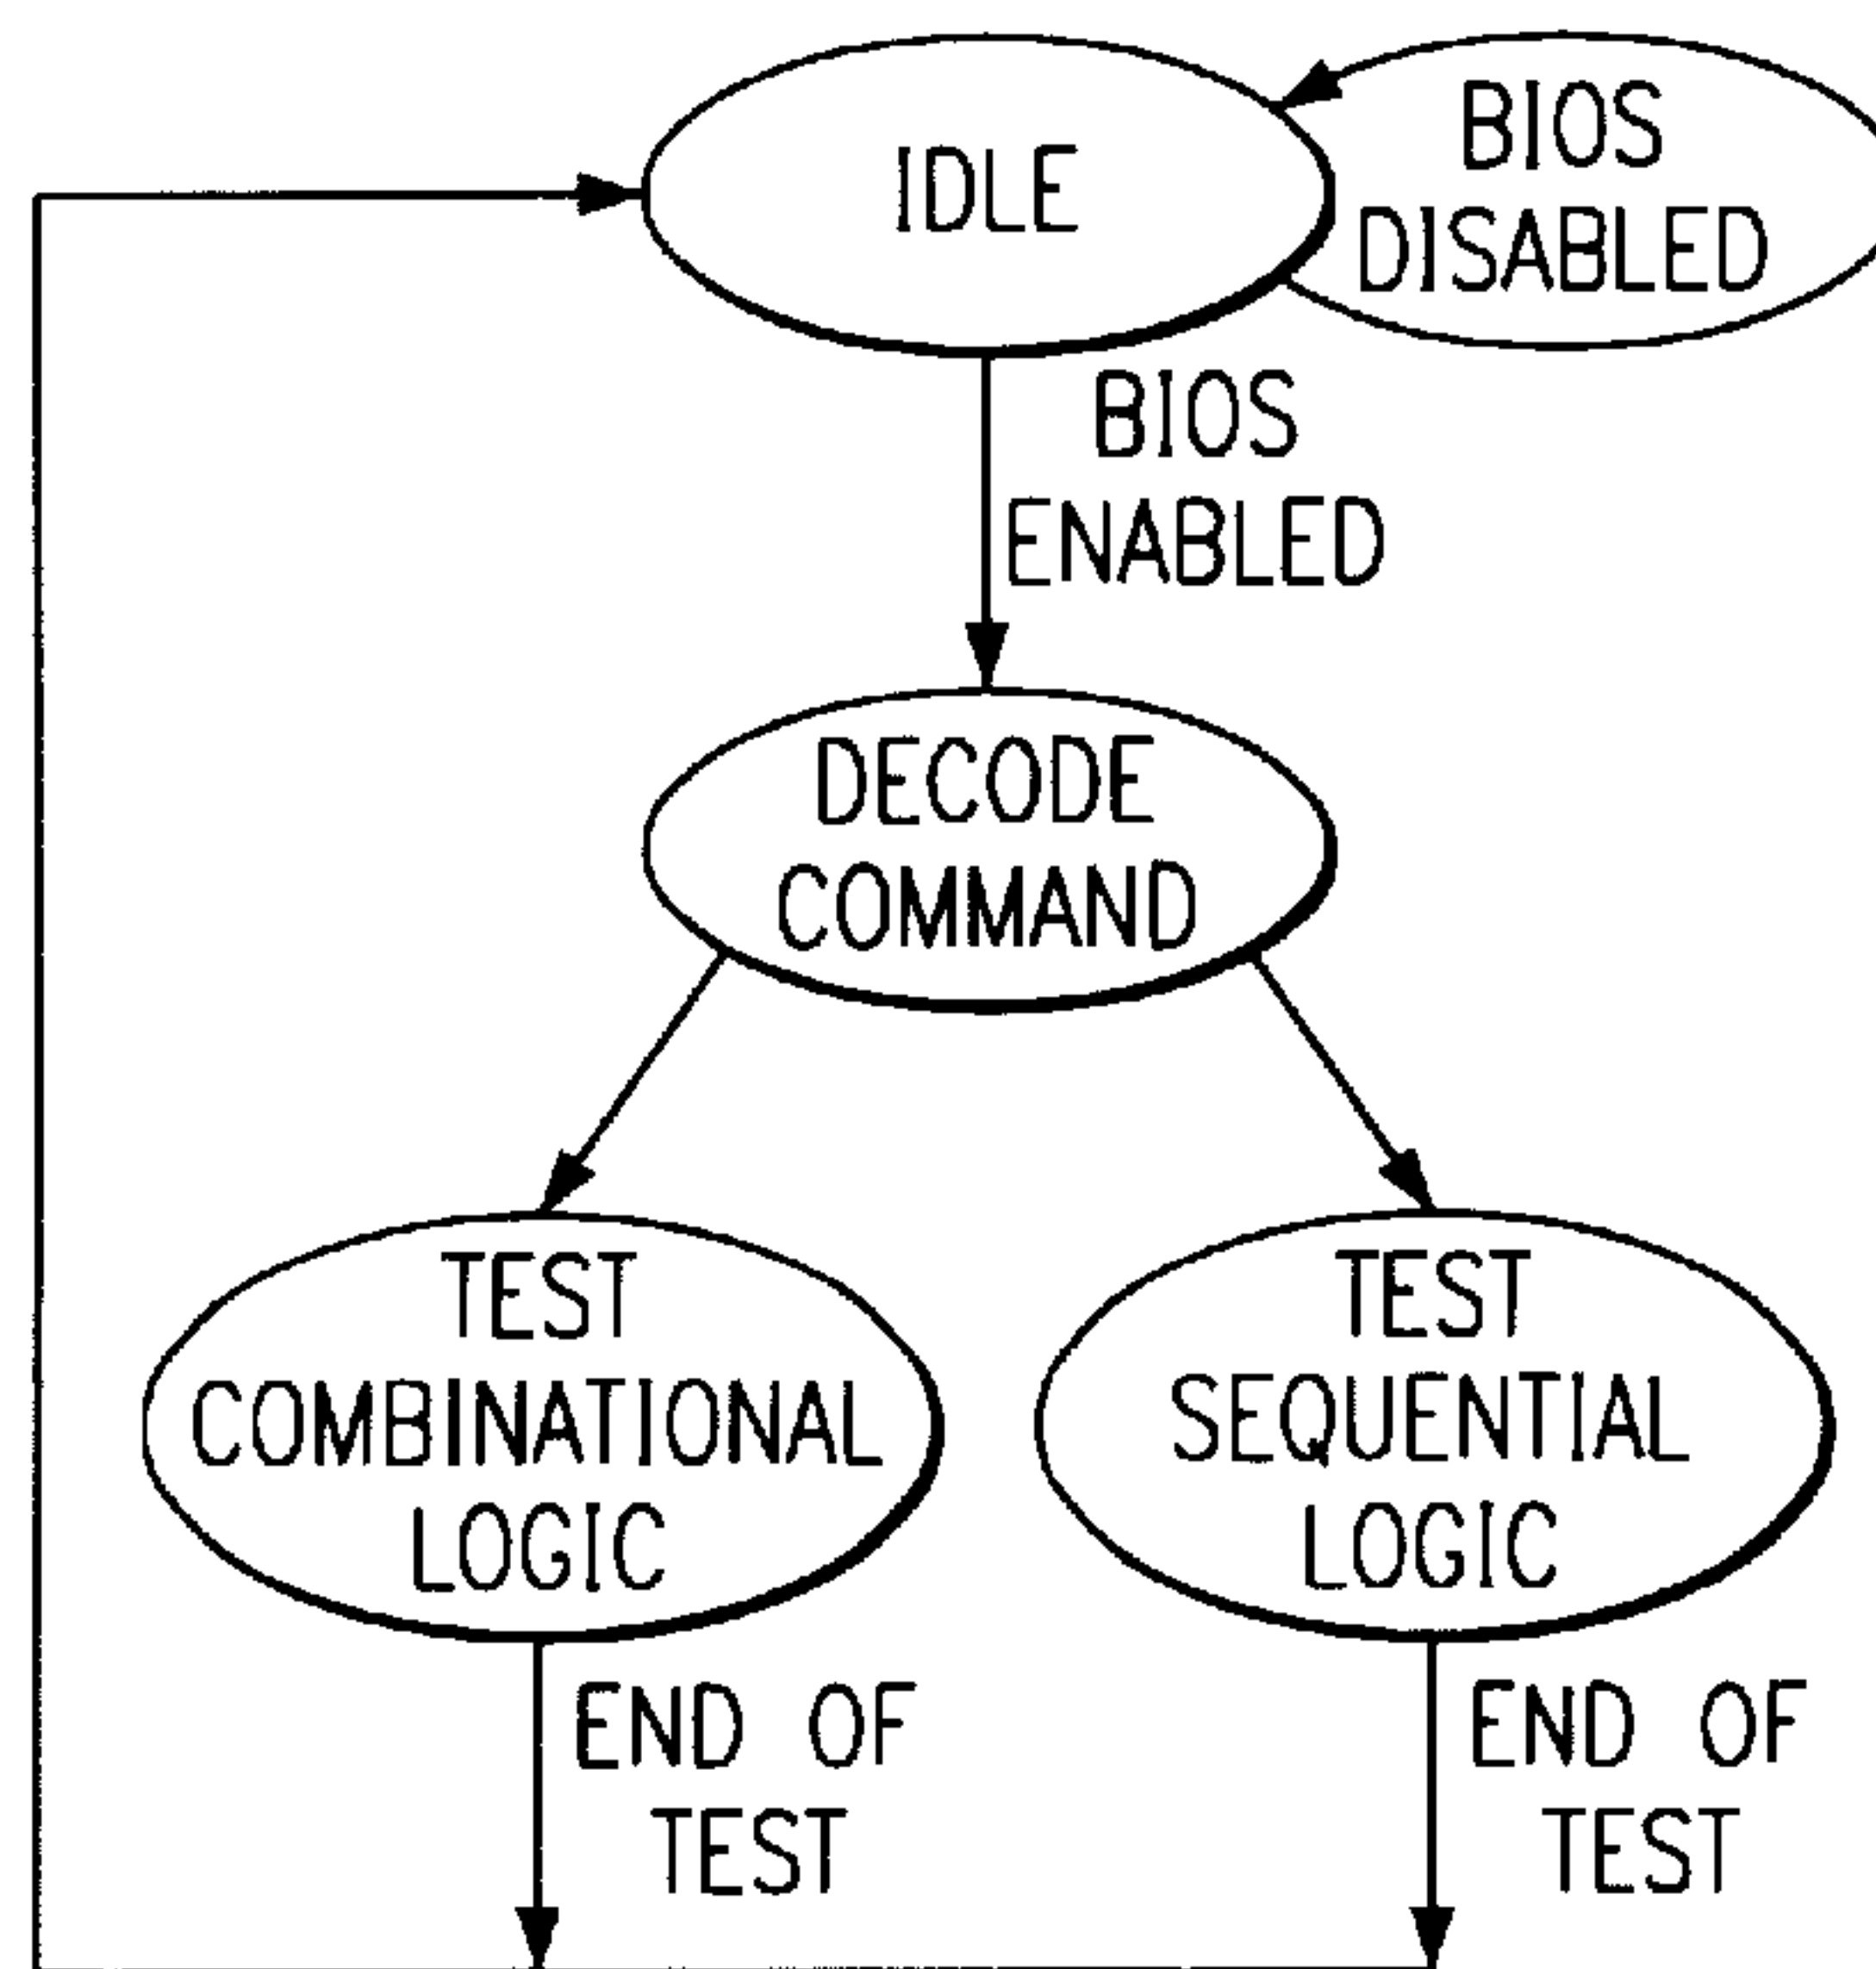 IDLE
BIOS
DISABLED
BIOS
ENABLED
DECODE
COMMAND
TEST
COMBINATIONAL
LOGIC
TEST
SEQUENTIAL
LOGIC
END OF
TEST
END OF
TEST